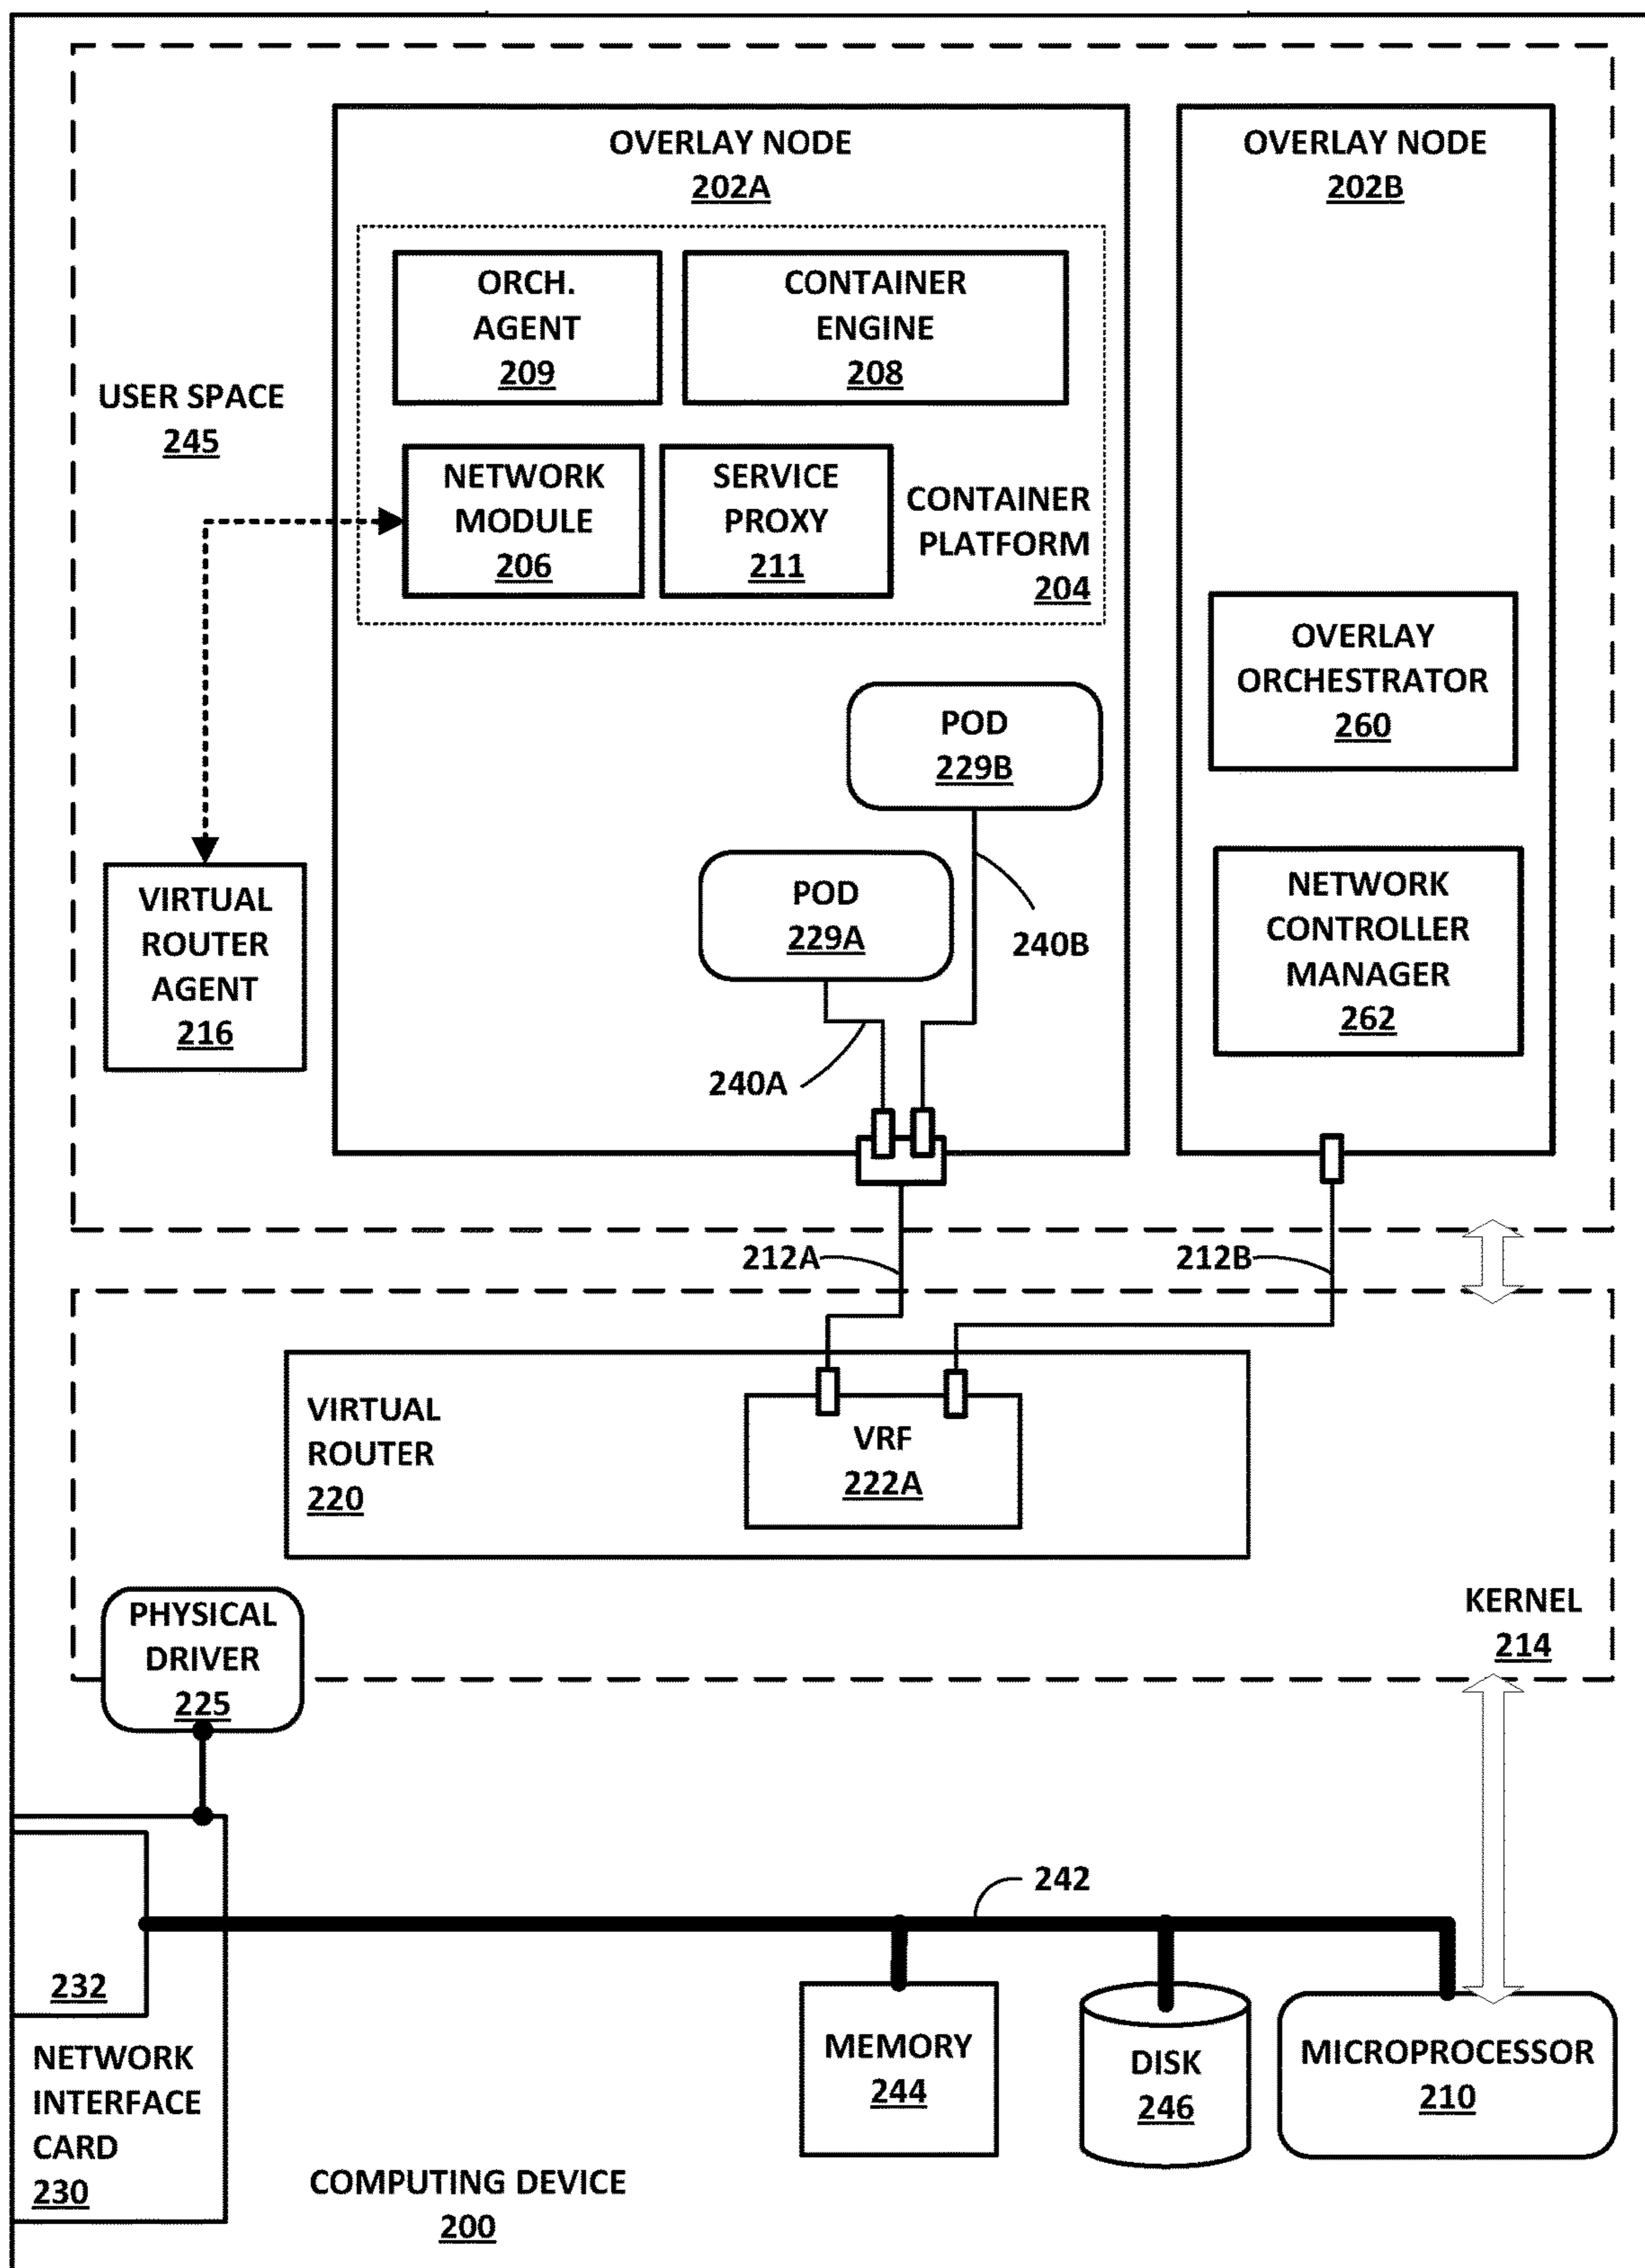 OVERLAY NODE
202A
OVERLAY NODE
202B
ORCH.
AGENT
209
CONTAINER
ENGINE
208
USER SPACE
245
NETWORK
MODULE
206
SERVICE
PROXY
211
CONTAINER
PLATFORM
204
OVERLAY
ORCHESTRATOR
260
POD
229B
POD
229A
VIRTUAL
ROUTER
AGENT
216
240B
240A
NETWORK
CONTROLLER
MANAGER
262
212A
212B
VIRTUAL
ROUTER
220
VRF
222A
PHYSICAL
DRIVER
225
KERNEL
214
242
232
NETWORK
INTERFACE
CARD
230
MEMORY
244
DISK
246
MICROPROCESSOR
210
COMPUTING DEVICE
200